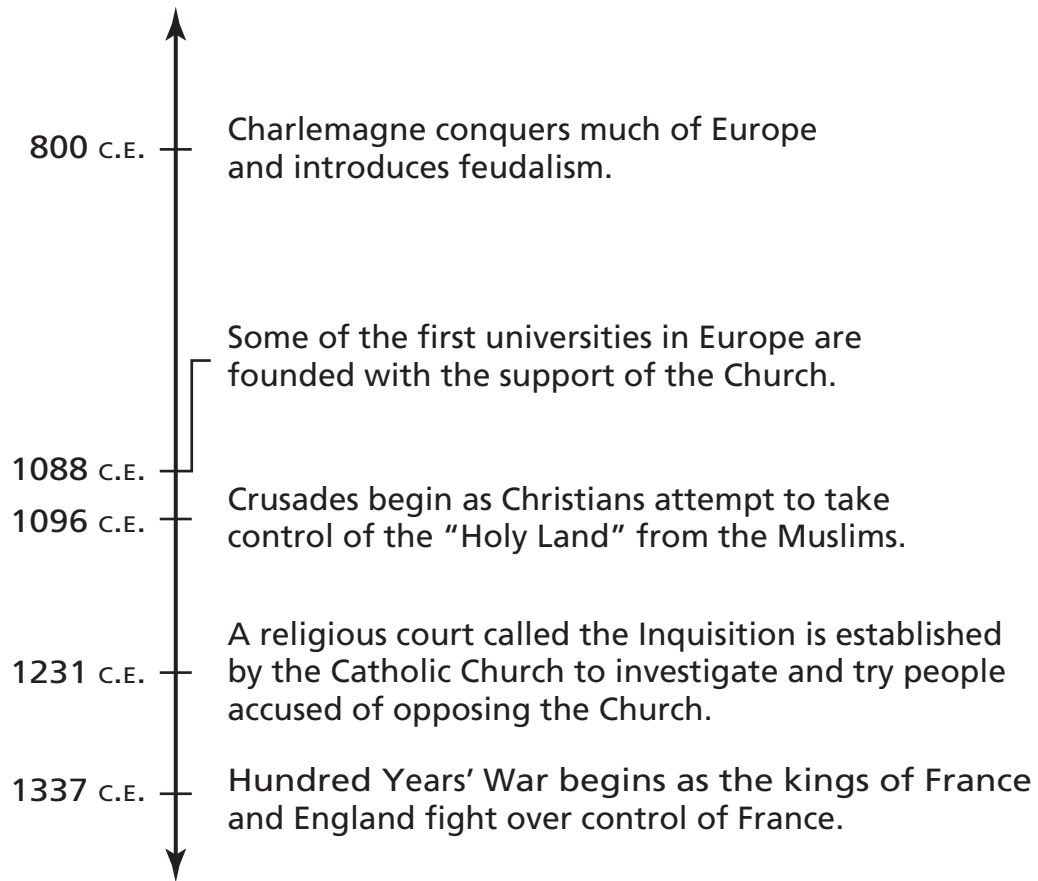 800 C.E.
Charlemagne conquers much of Europe
and introduces feudalism.
Some of the first universities in Europe are
founded with the support of the Church.
1088 C.E.
1096 C.E.
Crusades begin as Christians attempt to take
control of the “Holy Land” from the Muslims.
1231 C.E.
A religious court called the Inquisition is established
by the Catholic Church to investigate and try people
accused of opposing the Church.
1337 C.E.
Hundred Years’ War begins as the kings of France
and England fight over control of France.